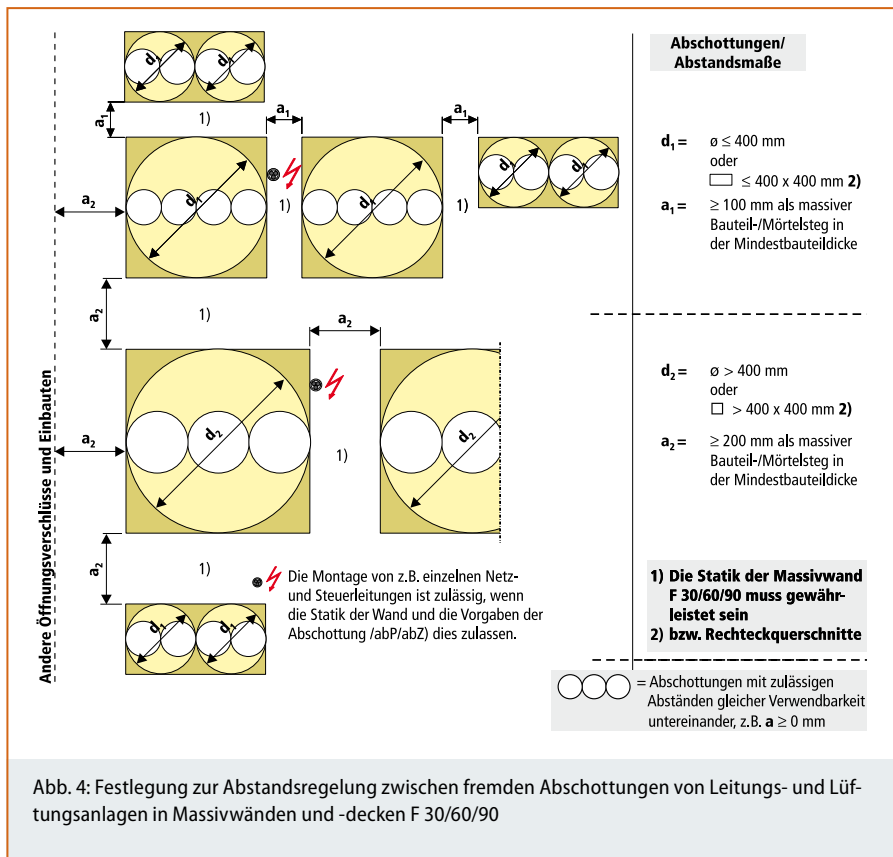 Abschottungen/
Abstandsmaße
d₁ d₁
a₁
1)
a₁
a₁
d₁ = ø ≤ 400 mm
oder
≤ 400 x 400 mm 2)
a₁ = ≥ 100 mm als massiver
Bauteil-/Mörtelsteg in
der Mindestbauteildicke
a₂
d₁
1)
d₁
1)
d₁ d₁
a₂
1)
a₂
d₂ = ø > 400 mm
oder
> 400 x 400 mm 2)
a₂ = ≥ 200 mm als massiver
Bauteil-/Mörtelsteg in
der Mindestbauteildicke
a₂
d₂
1)
d₂
a₂
1)
Die Montage von z.B. einzelnen Netz-
und Steuerleitungen ist zulässig, wenn
die Statik der Wand und die Vorgaben der
Abschottung /abP/abZ) dies zulassen.
d₁ d₁
Andere Öffnungsverschlüsse und Einbauten
1) Die Statik der Massivwand
F 30/60/90 muss gewähr-
leistet sein
2) bzw. Rechteckquerschnitte
= Abschottungen mit zulässigen
Abständen gleicher Verwendbarkeit
untereinander, z.B. a ≥ 0 mm
Abb. 4: Festlegung zur Abstandsregelung zwischen fremden Abschottungen von Leitungs- und Lüf-
tungsanlagen in Massivwänden und -decken F 30/60/90